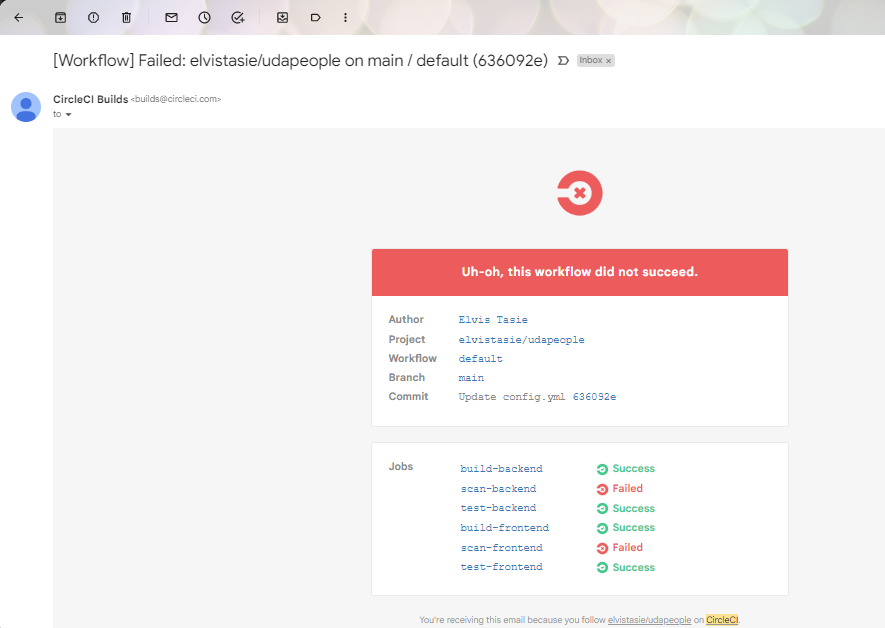 [Workflow] Failed: elvistasie/udapeople on main / default (636092e) Inbox ×
CircleCI Builds <builds@circleci.com>
to
Uh-oh, this workflow did not succeed.
Author Elvis Tasie
Project elvistasie/udapeople
Workflow default
Branch main
Commit Update config.yml 636092e
Jobs build-backend Success
scan-backend Failed
test-backend Success
build-frontend Success
scan-frontend Failed
test-frontend Success
You're receiving this email because you follow elvistasie/udapeople on CircleCI.